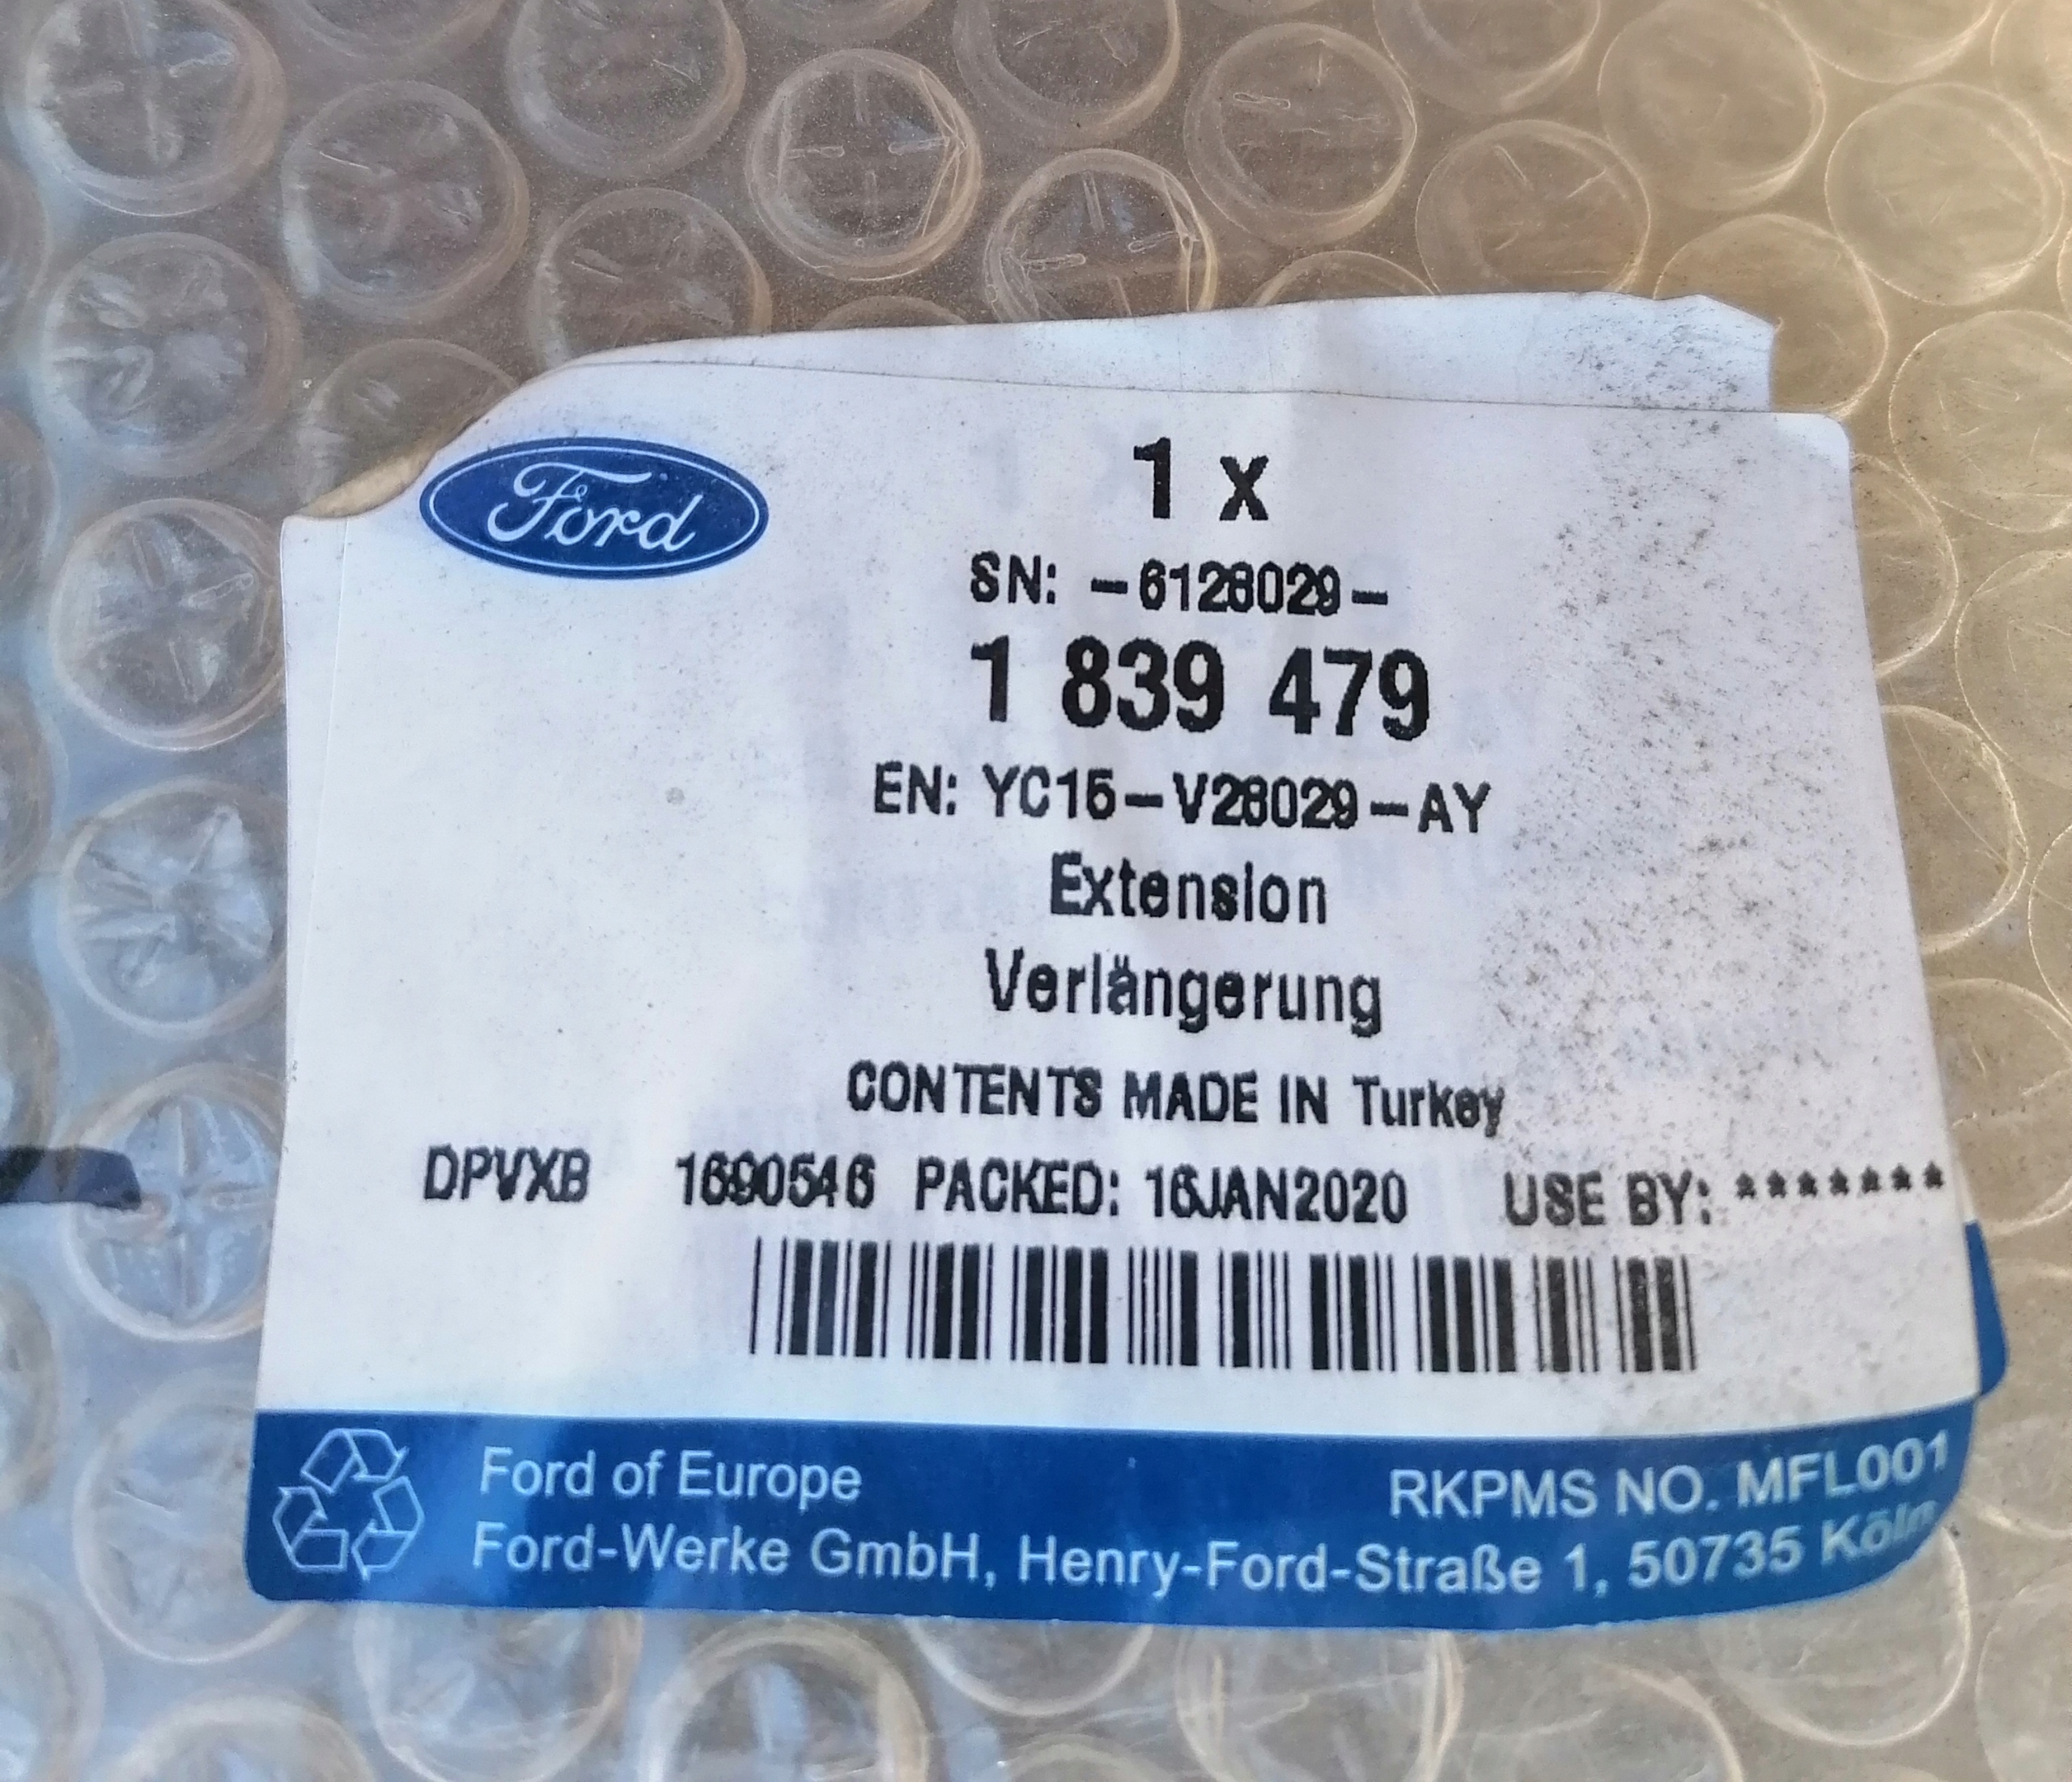 Ford
1 x
SN: -6128029-
1 839 479
EN: YC15-V28029-AY
Extension
Verlängerung
CONTENTS MADE IN Turkey
DPVXB 1690546 PACKED: 16JAN2020 USE BY: *******
Ford of Europe
RKPMS NO. MFL001
Ford-Werke GmbH, Henry-Ford-Straße 1, 50735 Köln